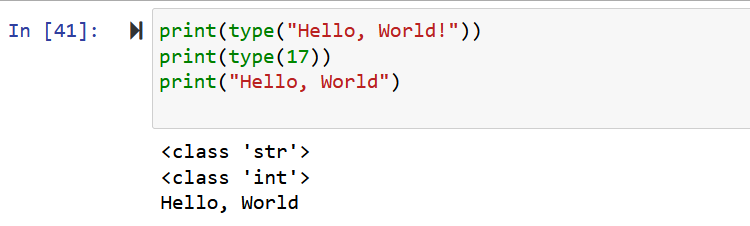 In [41]:
print(type("Hello, World!"))
print(type(17))
print("Hello, World")
<class 'str'>
<class 'int'>
Hello, World